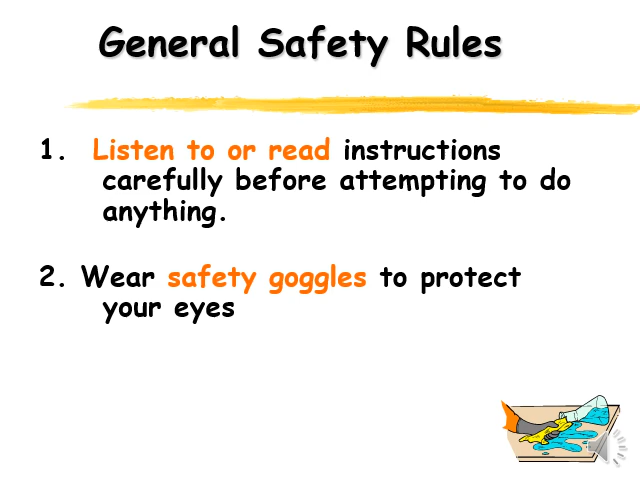 General Safety Rules
1. Listen to or read instructions
carefully before attempting to do
anything.
2. Wear safety goggles to protect
your eyes